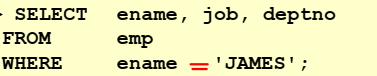 SELECT ename, job, deptno
FROM emp
WHERE ename = 'JAMES';